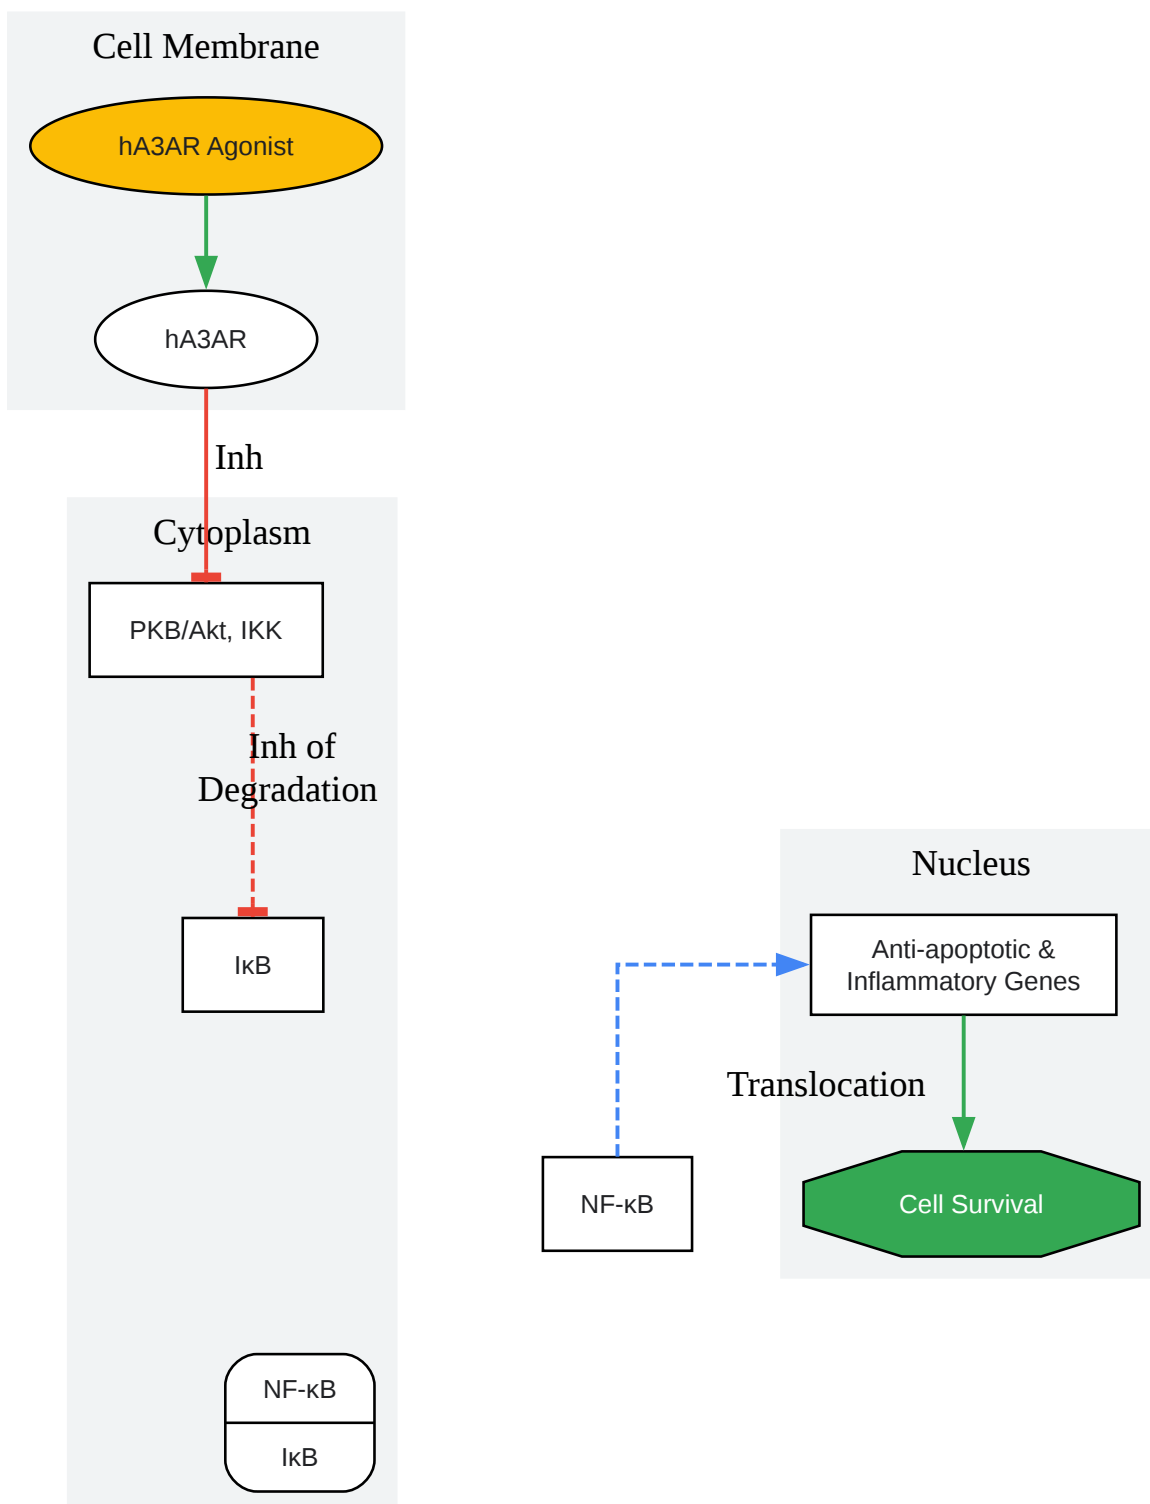 Cell Membrane
hA3AR Agonist
hA3AR
Inh
Cytoplasm
PKB/Akt, IKK
Inh of
Degradation
IκB
Nucleus
Anti-apoptotic &
Inflammatory Genes
Translocation
NF-κB
Cell Survival
NF-κB
IκB